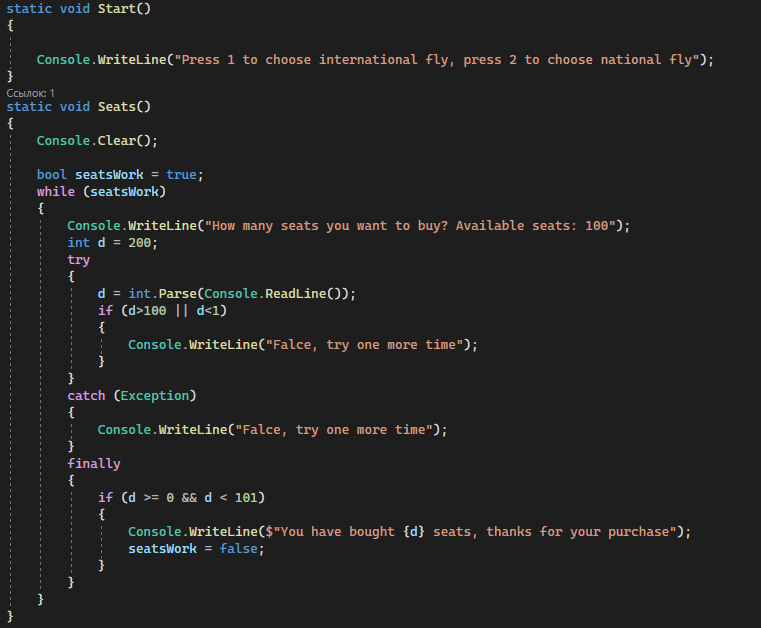 static void Start()
{
Console.WriteLine("Press 1 to choose international fly, press 2 to choose national fly");
}
Ссылок: 1
static void Seats()
{
Console.Clear();
bool seatsWork = true;
while (seatsWork)
{
Console.WriteLine("How many seats you want to buy? Available seats: 100");
int d = 200;
try
{
d = int.Parse(Console.ReadLine());
if (d>100 || d<1)
{
Console.WriteLine("Falce, try one more time");
}
}
catch (Exception)
{
Console.WriteLine("Falce, try one more time");
}
finally
{
if (d >= 0 && d < 101)
{
Console.WriteLine($"You have bought {d} seats, thanks for your purchase");
seatsWork = false;
}
}
}
}